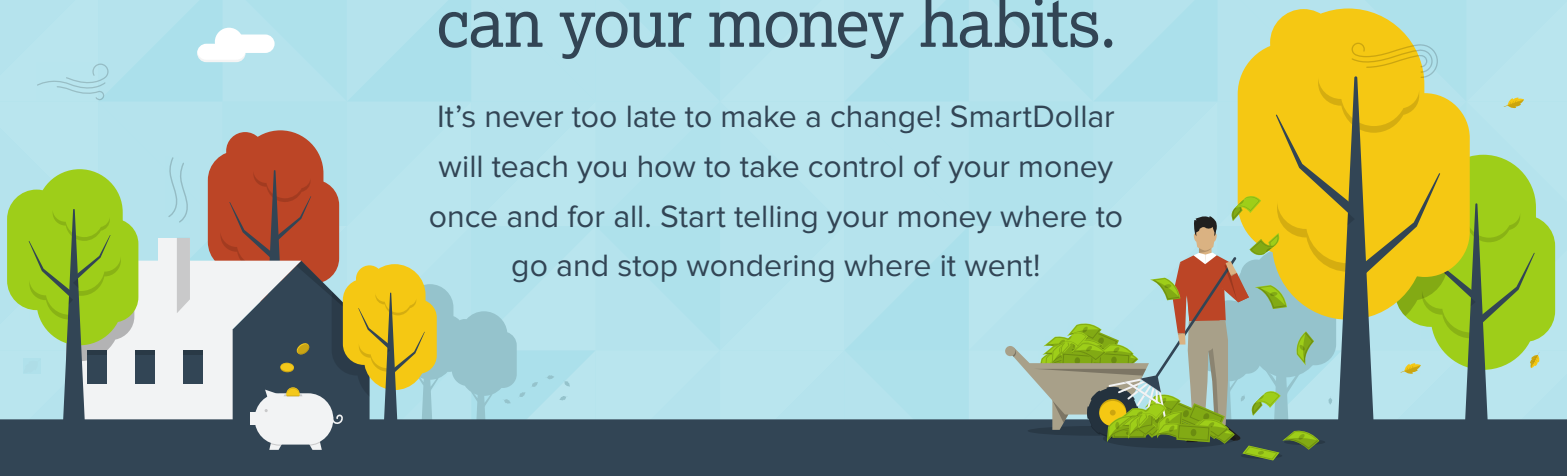 can your money habits.
It’s never too late to make a change! SmartDollar
will teach you how to take control of your money
once and for all. Start telling your money where to
go and stop wondering where it went!